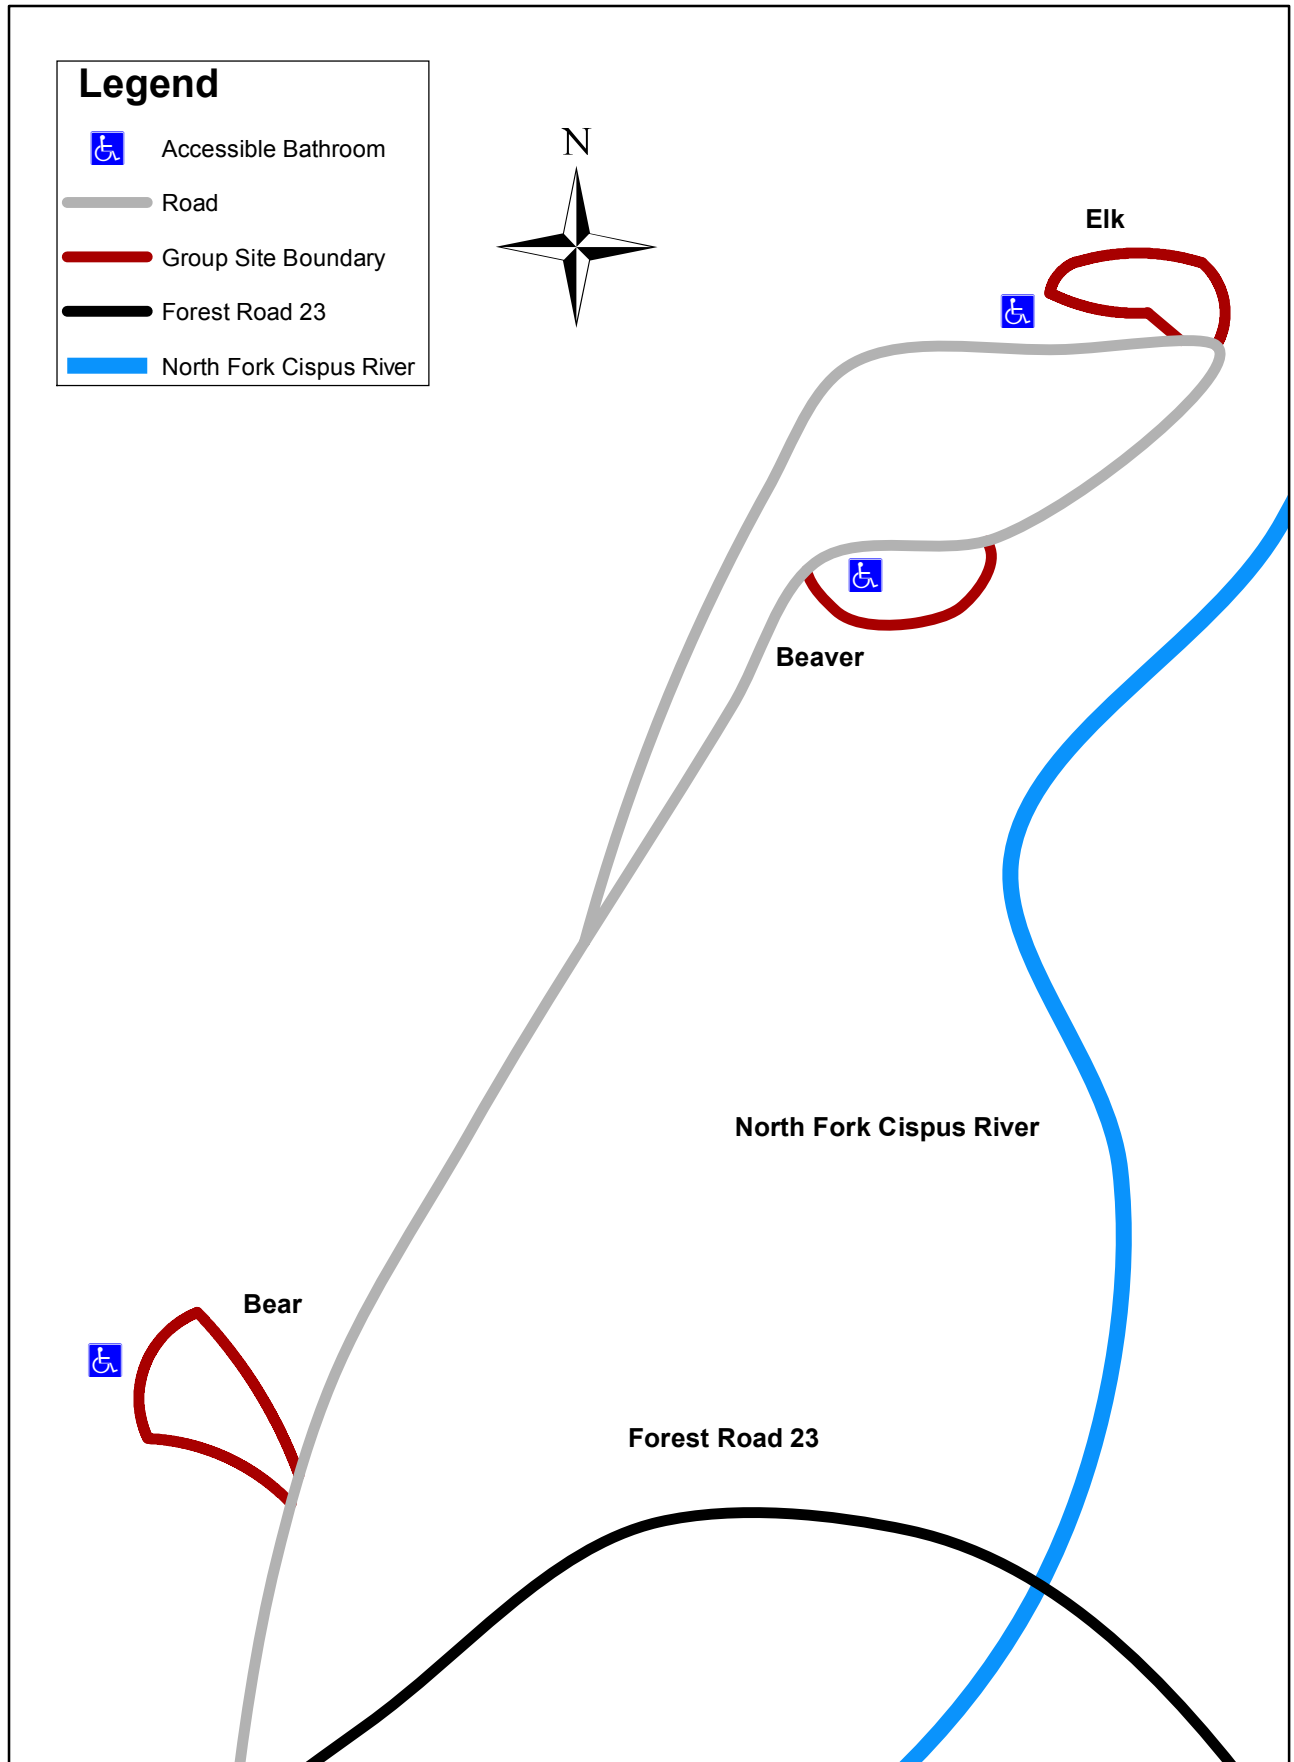 Legend
Accessible Bathroom
Road
Group Site Boundary
Forest Road 23
North Fork Cispus River
N
Elk
Beaver
North Fork Cispus River
Bear
Forest Road 23